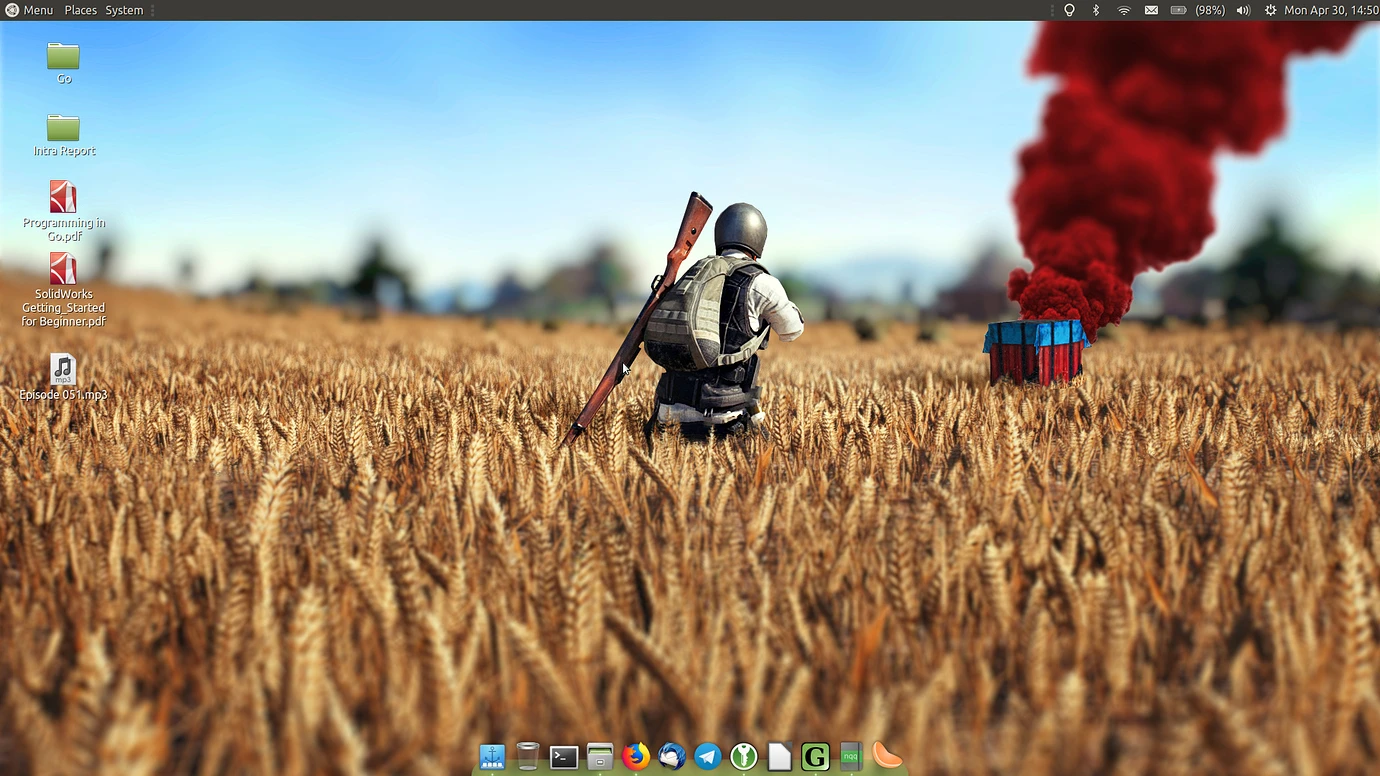 Menu Places System (98%) Mon Apr 30, 14:50
Go
Intra Report
Programming in
Go.pdf
SolidWorks
Getting_Started
for Beginner.pdf
mp3
Episode 051.mp3
>_
G
nqq